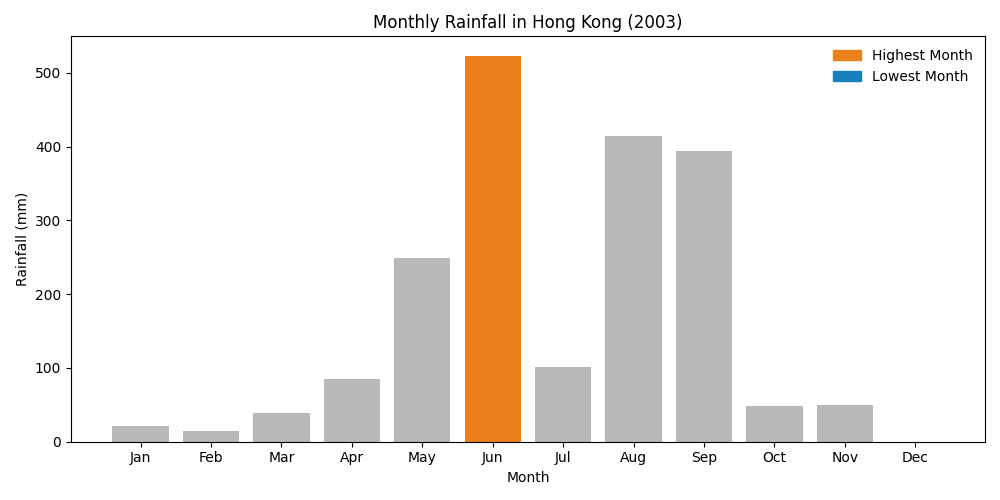 Monthly Rainfall in Hong Kong (2003)
Highest Month
Lowest Month
Rainfall (mm)
500
400
300
200
100
0
Jan Feb Mar Apr May Jun Jul Aug Sep Oct Nov Dec
Month